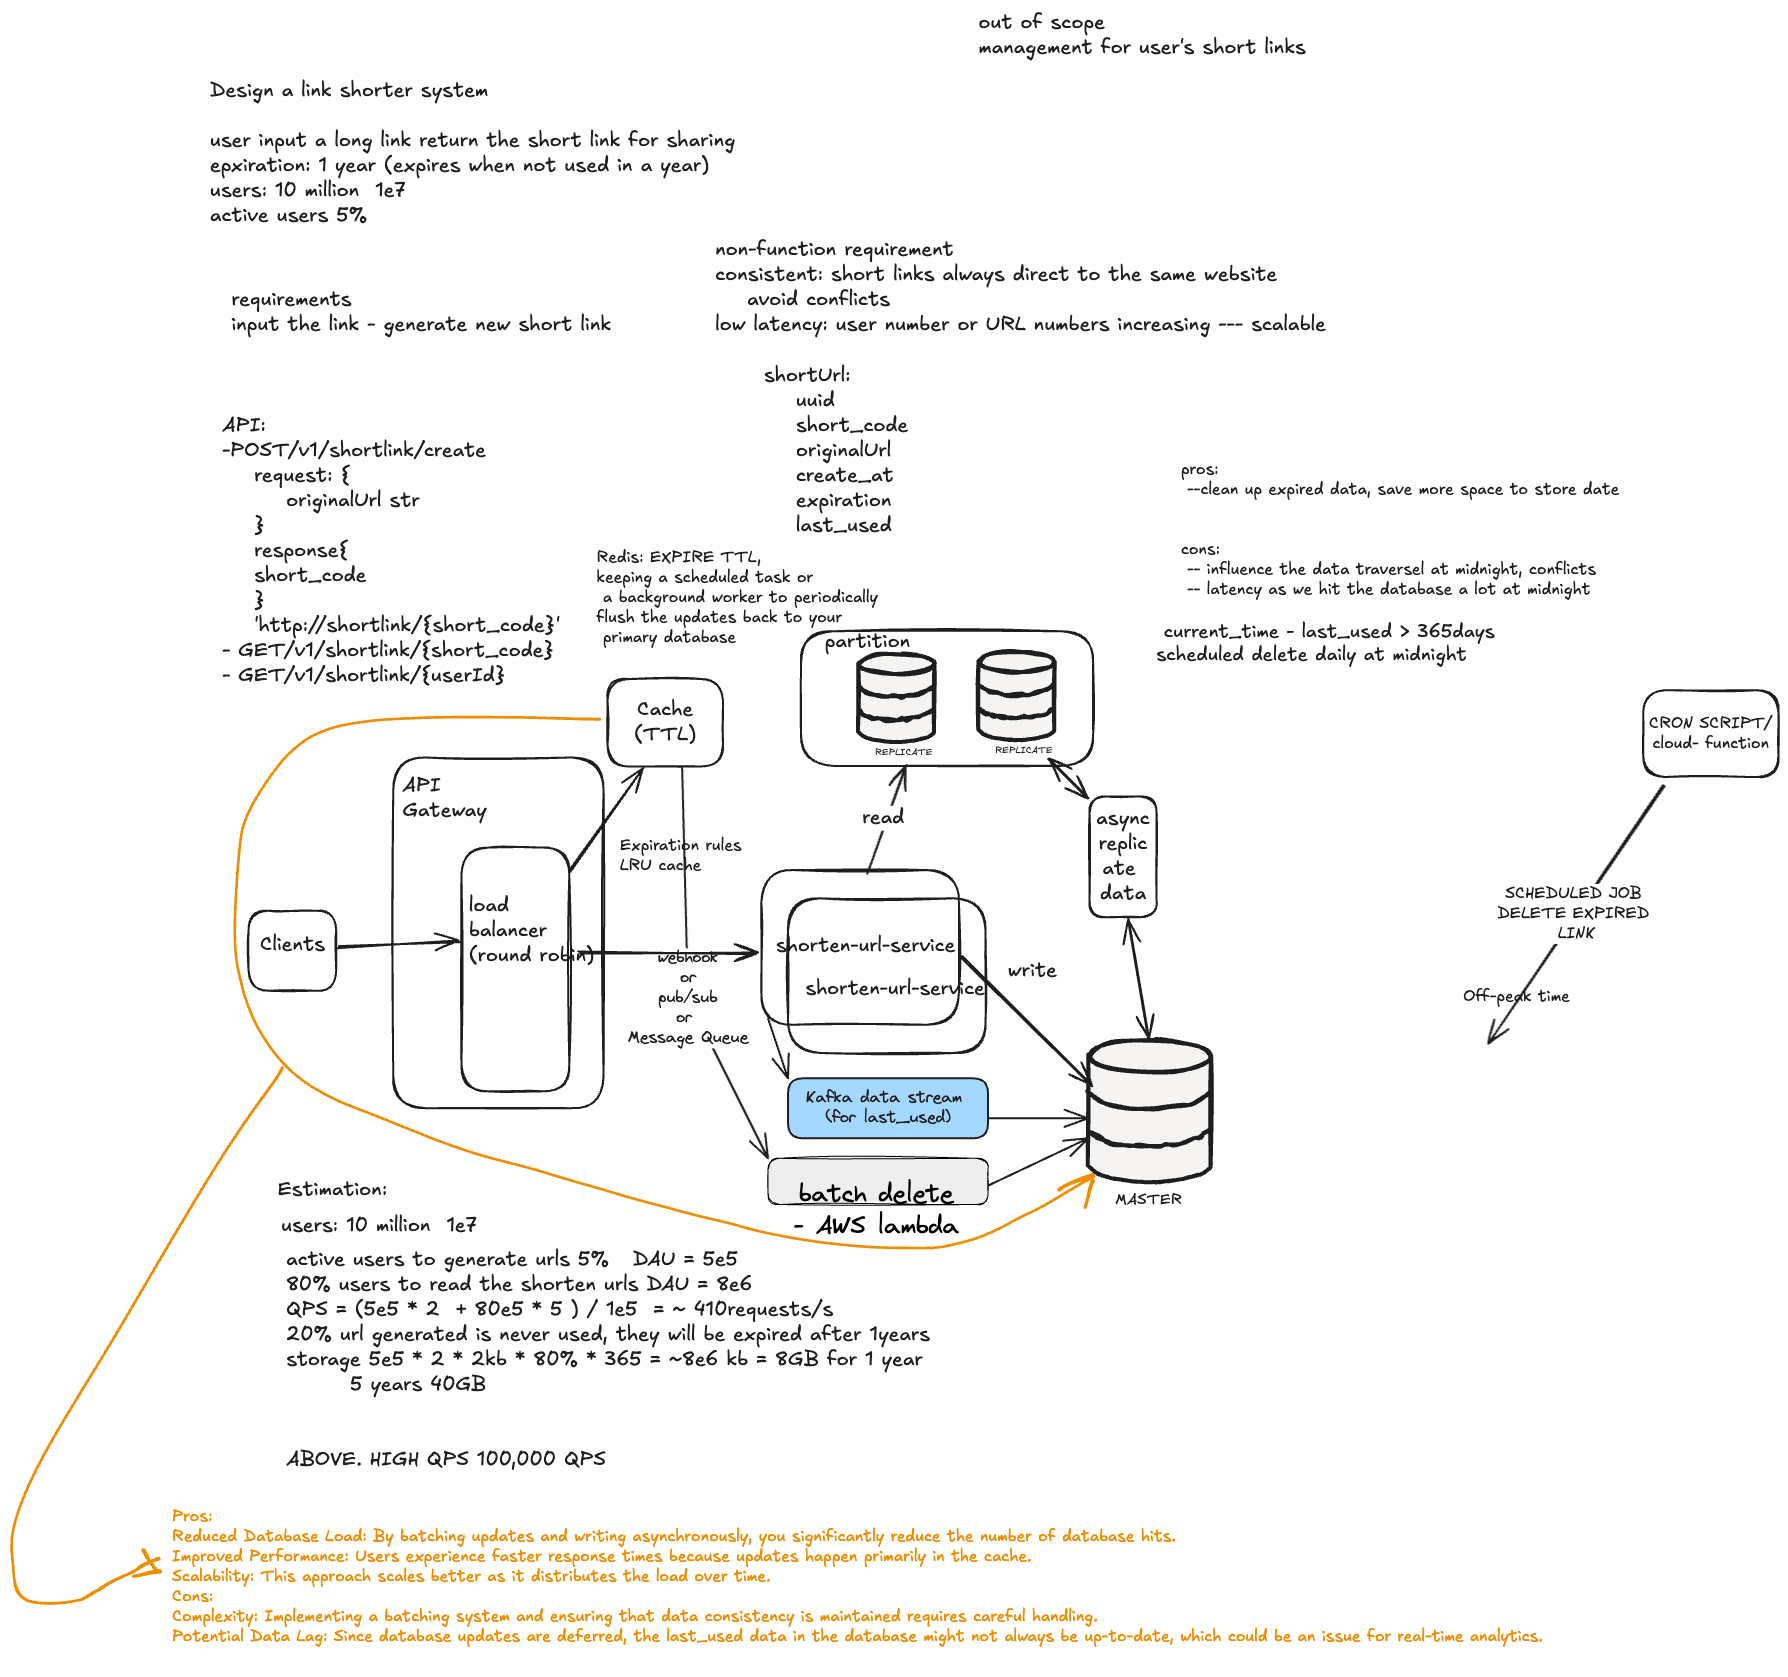 out of scope
management for user's short links
Design a link shorter system
user input a long link return the short link for sharing
epxiration: 1 year (expires when not used in a year)
users: 10 million 1e7
active users 5%
non-function requirement
consistent: short links always direct to the same website
avoid conflicts
low latency: user number or URL numbers increasing --- scalable
requirements
input the link - generate new short link
shortUrl:
uuid
short_code
originalUrl
create_at
expiration
last_used
API:
-POST/v1/shortlink/create
request: {
originalUrl str
}
response{
short_code
}
'http://shortlink/{short_code}'
- GET/v1/shortlink/{short_code}
- GET/v1/shortlink/{userId}
pros:
--clean up expired data, save more space to store date
cons:
-- influence the data traversel at midnight, conflicts
-- latency as we hit the database a lot at midnight
current_time - last_used > 365days
scheduled delete daily at midnight
Redis: EXPIRE TTL,
keeping a scheduled task or
a background worker to periodically
flush the updates back to your
primary database
partition
REPLICATE
REPLICATE
Cache
(TTL)
CRON SCRIPT/
cloud- function
API
Gateway
read
async
replic
ate
data
Expiration rules
LRU cache
SCHEDULED JOB
DELETE EXPIRED
LINK
Off-peak time
Clients
load
balancer
(round robin)
webhook
or
pub/sub
or
Message Queue
shorten-url-service
shorten-url-service
write
Kafka data stream
(for last_used)
batch delete
- AWS lambda
MASTER
Estimation:
users: 10 million 1e7
active users to generate urls 5% DAU = 5e5
80% users to read the shorten urls DAU = 8e6
QPS = (5e5 * 2 + 80e5 * 5 ) / 1e5 = ~ 410requests/s
20% url generated is never used, they will be expired after 1years
storage 5e5 * 2 * 2kb * 80% * 365 = ~8e6 kb = 8GB for 1 year
5 years 40GB
ABOVE. HIGH QPS 100,000 QPS
Pros:
Reduced Database Load: By batching updates and writing asynchronously, you significantly reduce the number of database hits.
Improved Performance: Users experience faster response times because updates happen primarily in the cache.
Scalability: This approach scales better as it distributes the load over time.
Cons:
Complexity: Implementing a batching system and ensuring that data consistency is maintained requires careful handling.
Potential Data Lag: Since database updates are deferred, the last_used data in the database might not always be up-to-date, which could be an issue for real-time analytics.